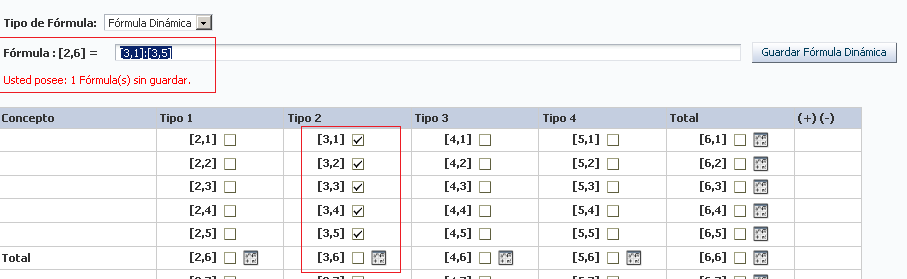 Tipo de Fórmula: Fórmula Dinámica
Fórmula : [2,6] = [3,1]:[3,5] Guardar Fórmula Dinámica
Usted posee: 1 Fórmula(s) sin guardar.
Concepto Tipo 1 Tipo 2 Tipo 3 Tipo 4 Total (+) (-)
[2,1] [3,1] [4,1] [5,1] [6,1]
[2,2] [3,2] [4,2] [5,2] [6,2]
[2,3] [3,3] [4,3] [5,3] [6,3]
[2,4] [3,4] [4,4] [5,4] [6,4]
[2,5] [3,5] [4,5] [5,5] [6,5]
Total [2,6] [3,6] [4,6] [5,6] [6,6]